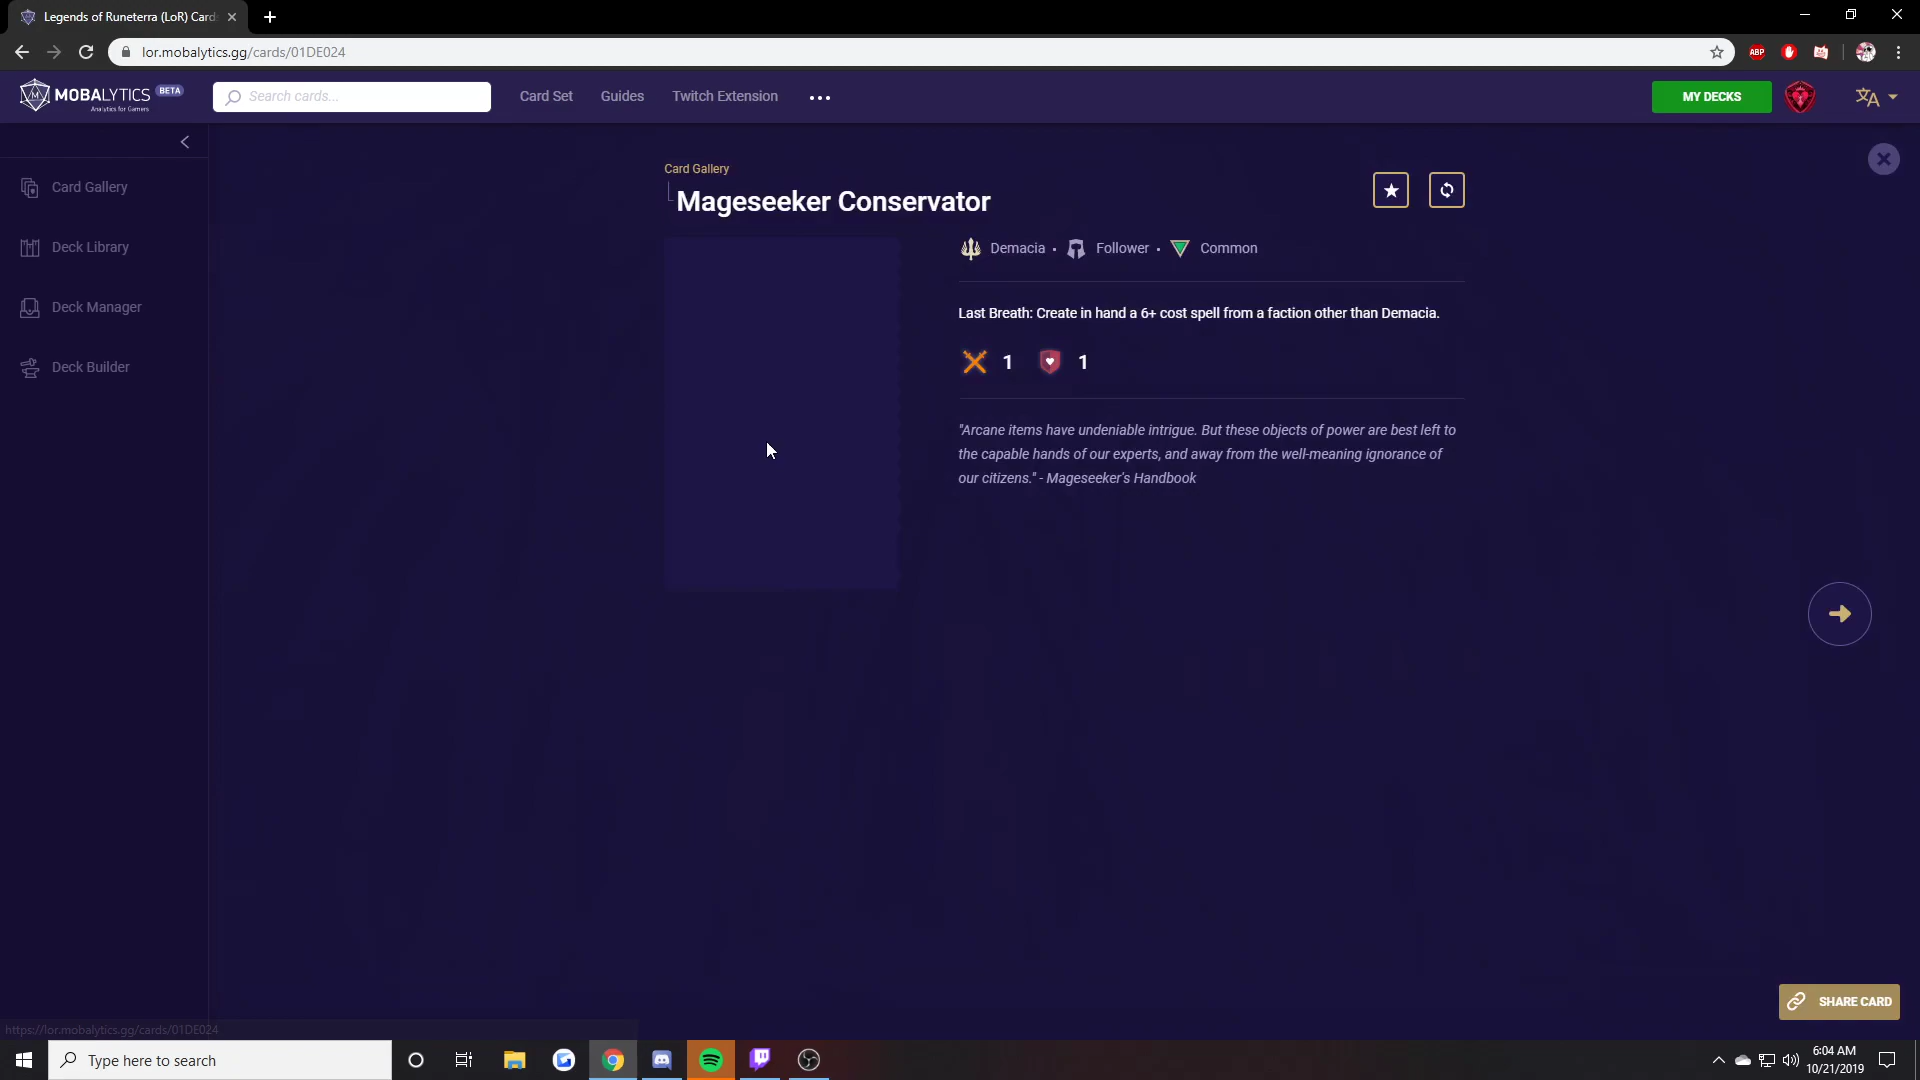 Legends of Runeterra (LoR) Card
lor.mobalytics.gg/cards/01DE024
ABP
MOBALYTICS BETA
Analytics for Gamers
Search cards...
Card Set
Guides
Twitch Extension
MY DECKS
Card Gallery
Deck Library
Deck Manager
Deck Builder
Card Gallery
Mageseeker Conservator
Demacia
Follower
Common
Last Breath: Create in hand a 6+ cost spell from a faction other than Demacia.
1
1
"Arcane items have undeniable intrigue. But these objects of power are best left to
the capable hands of our experts, and away from the well-meaning ignorance of
our citizens." - Mageseeker's Handbook
SHARE CARD
https://lor.mobalytics.gg/cards/01DE024
Type here to search
6:04 AM
10/21/2019